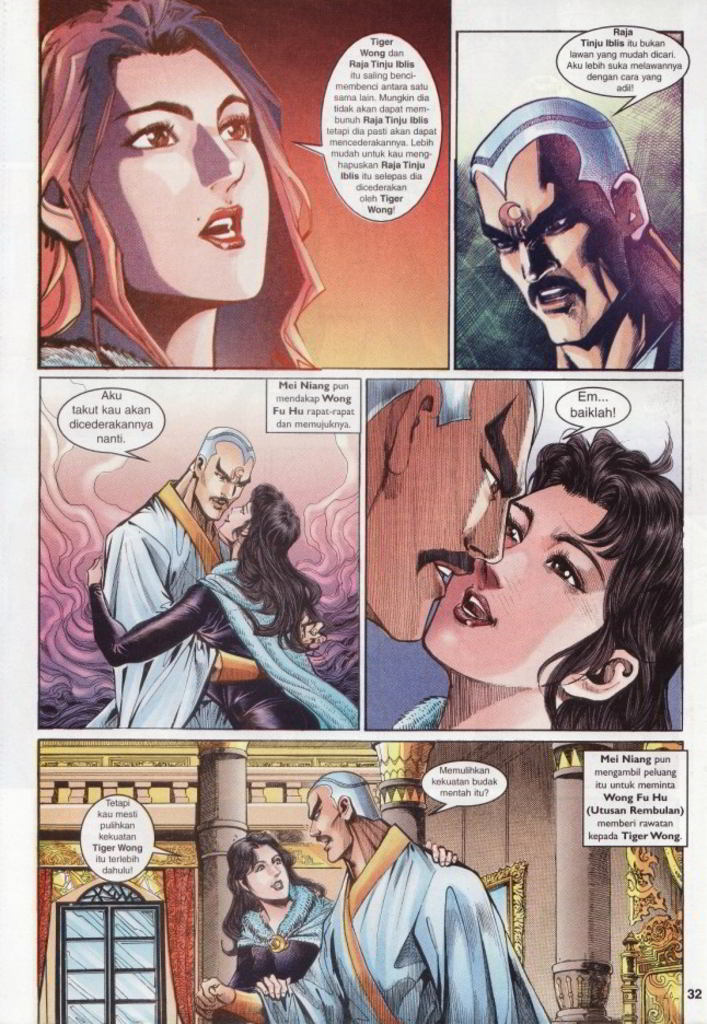 Tiger
Wong dan
Raja Tinju Iblis
itu saling benci-
membenci antara satu
sama lain. Mungkin dia
tidak akan dapat mem-
bunuh Raja Tinju Iblis
tetapi dia pasti akan dapat
mencederakannya. Lebih
mudah untuk kau meng-
hapuskan Raja Tinju
Iblis itu selepas dia
dicederakan
oleh Tiger
Wong!
Raja
Tinju Iblis itu bukan
lawan yang mudah dicari.
Aku lebih suka melawannya
dengan cara yang
adil!
Aku
takut kau akan
dicederakannya
nanti.
Mei Niang pun
mendakap Wong
Fu Hu rapat-rapat
dan memujuknya.
Em...
baiklah!
Tetapi
kau mesti
pulihkan
kekuatan
Tiger Wong
itu terlebih
dahulu!
Memulihkan
kekuatan budak
mentah itu?
Mei Niang pun
mengambil peluang
itu untuk meminta
Wong Fu Hu
(Utusan Rembulan)
memberi rawatan
kepada Tiger Wong.
32